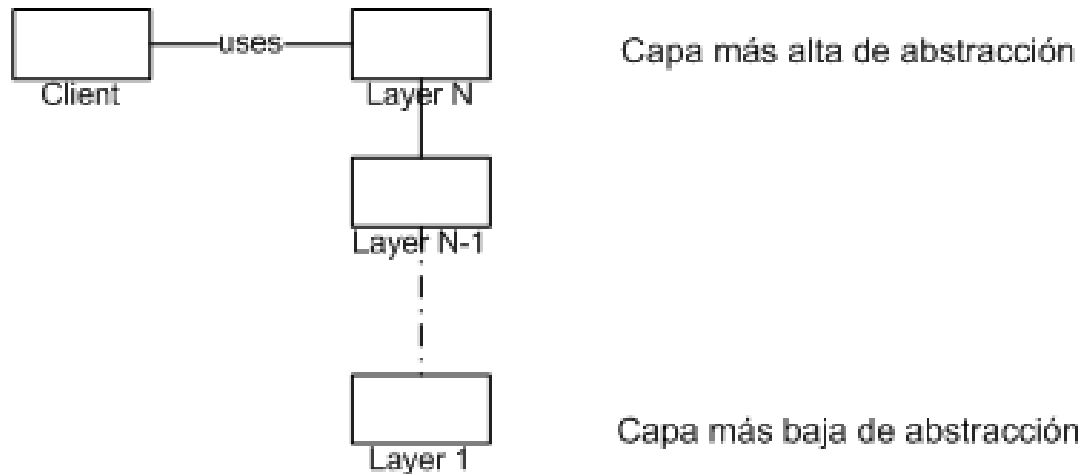 uses
Capa más alta de abstracción
Client
Layer N
Layer N-1
Capa más baja de abstracción
Layer 1